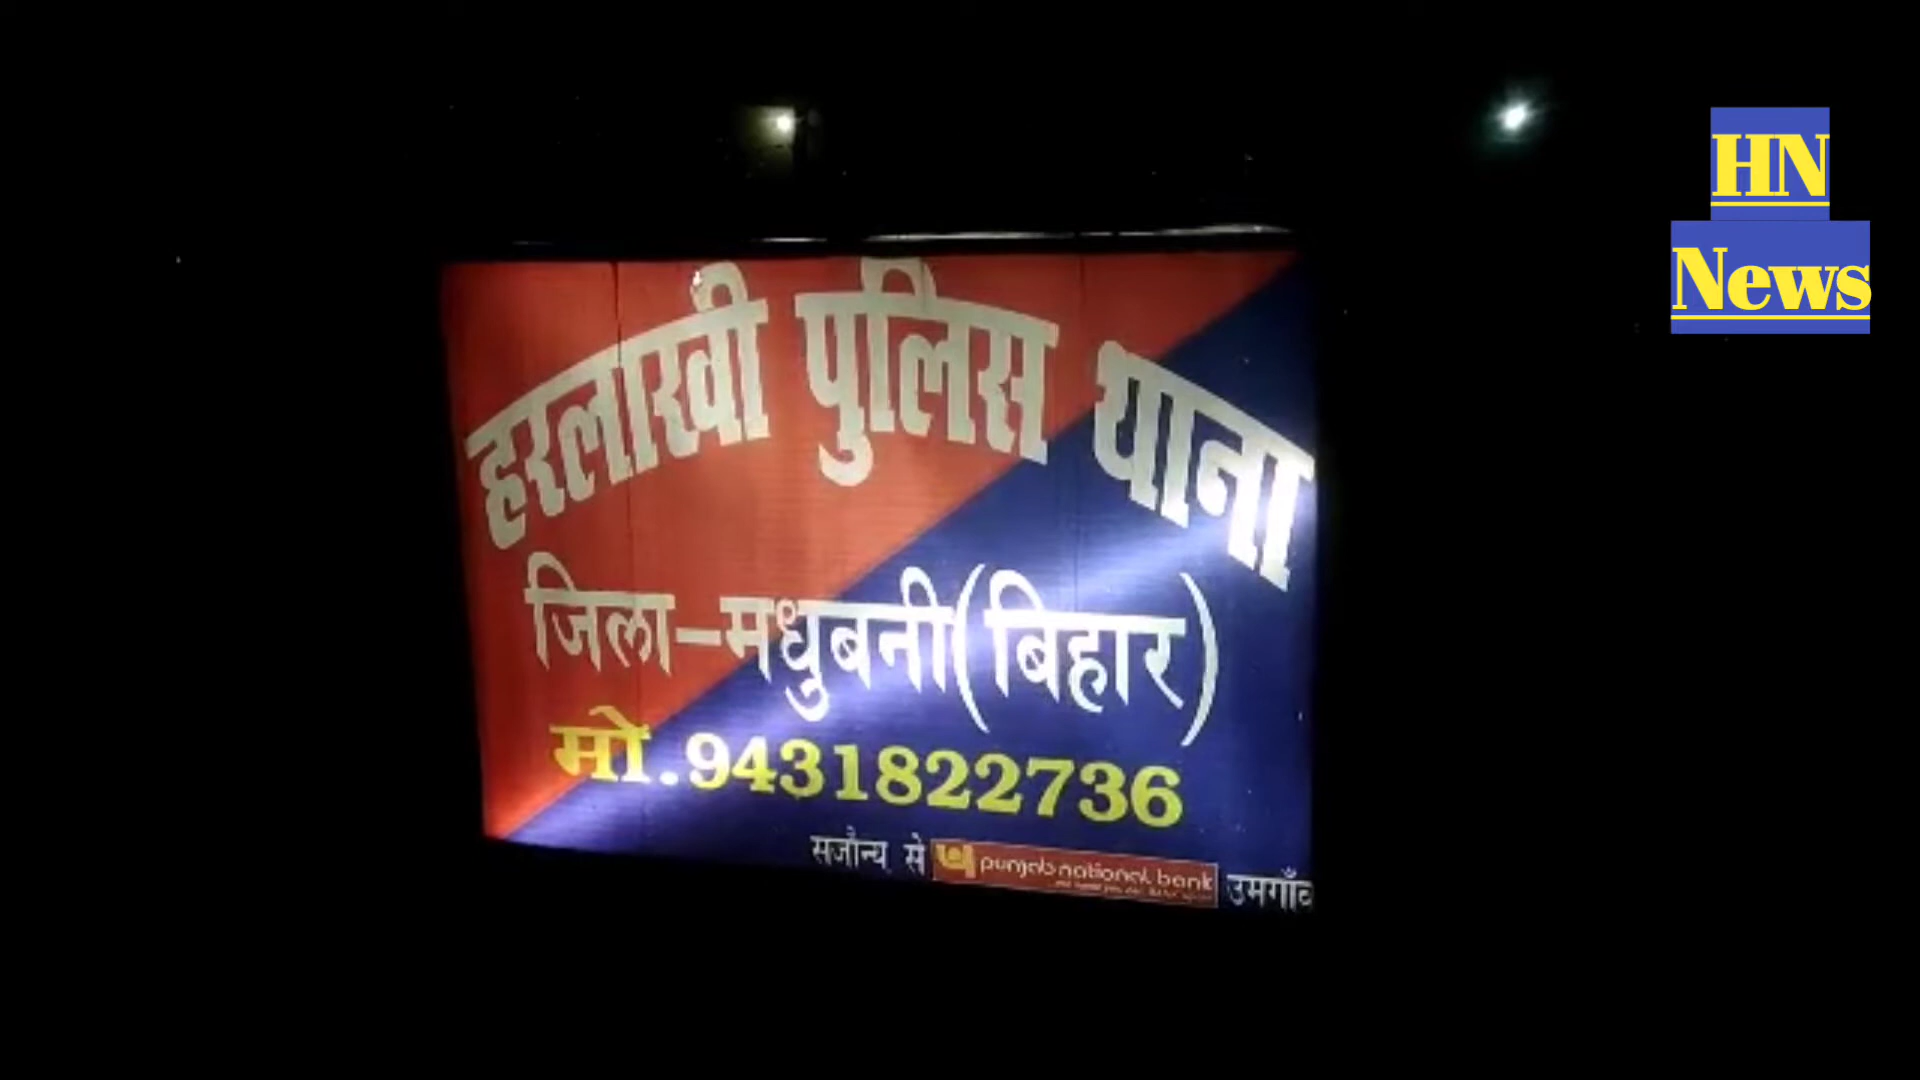 HN
News
हरलाखी पुलिस थाना
जिला-मधुबनी(बिहार)
मो.9431822736
सजौन्य से punjab national bank उमगाँव